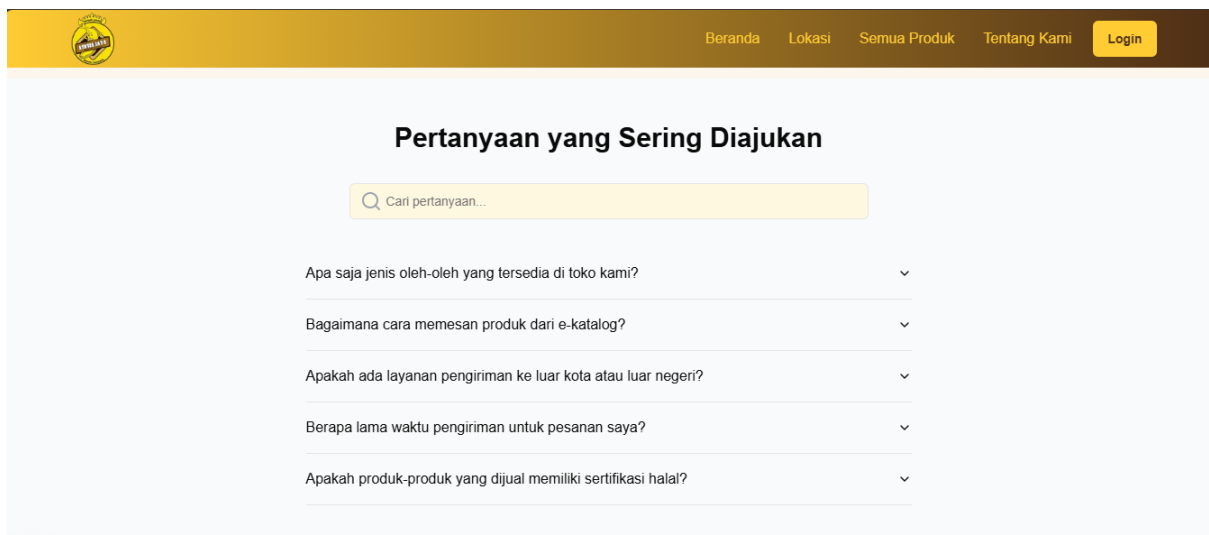 Beranda Lokasi Semua Produk Tentang Kami Login
Pertanyaan yang Sering Diajukan
Cari pertanyaan...
Apa saja jenis oleh-oleh yang tersedia di toko kami?
Bagaimana cara memesan produk dari e-katalog?
Apakah ada layanan pengiriman ke luar kota atau luar negeri?
Berapa lama waktu pengiriman untuk pesanan saya?
Apakah produk-produk yang dijual memiliki sertifikasi halal?